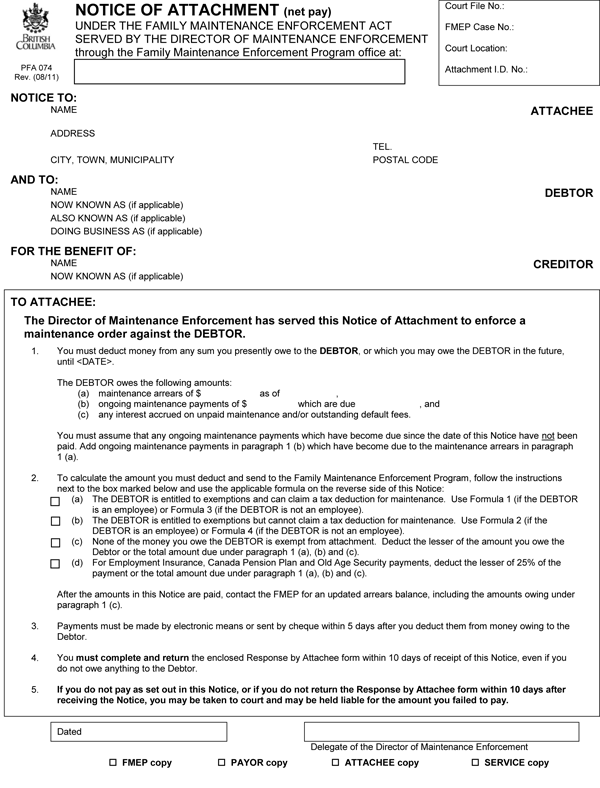 NOTICE OF ATTACHMENT (net pay)
UNDER THE FAMILY MAINTENANCE ENFORCEMENT ACT
SERVED BY THE DIRECTOR OF MAINTENANCE ENFORCEMENT
through the Family Maintenance Enforcement Program office at:
BRITISH
COLUMBIA
PFA 074
Rev. (08/11)
Court File No.:
FMEP Case No.:
Court Location:
Attachment I.D. No.:
NOTICE TO:
NAME
ATTACHEE
ADDRESS
TEL.
CITY, TOWN, MUNICIPALITY
POSTAL CODE
AND TO:
NAME
DEBTOR
NOW KNOWN AS (if applicable)
ALSO KNOWN AS (if applicable)
DOING BUSINESS AS (if applicable)
FOR THE BENEFIT OF:
NAME
CREDITOR
NOW KNOWN AS (if applicable)
TO ATTACHEE:
The Director of Maintenance Enforcement has served this Notice of Attachment to enforce a
maintenance order against the DEBTOR.
1. You must deduct money from any sum you presently owe to the DEBTOR, or which you may owe the DEBTOR in the future,
until <DATE>.
The DEBTOR owes the following amounts:
(a) maintenance arrears of $ as of ,
(b) ongoing maintenance payments of $ which are due , and
(c) any interest accrued on unpaid maintenance and/or outstanding default fees.
You must assume that any ongoing maintenance payments which have become due since the date of this Notice have not been
paid. Add ongoing maintenance payments in paragraph 1 (b) which have become due to the maintenance arrears in paragraph
1 (a).
2. To calculate the amount you must deduct and send to the Family Maintenance Enforcement Program, follow the instructions
next to the box marked below and use the applicable formula on the reverse side of this Notice:
(a) The DEBTOR is entitled to exemptions and can claim a tax deduction for maintenance. Use Formula 1 (if the DEBTOR
is an employee) or Formula 3 (if the DEBTOR is not an employee).
(b) The DEBTOR is entitled to exemptions but cannot claim a tax deduction for maintenance. Use Formula 2 (if the
DEBTOR is an employee) or Formula 4 (if the DEBTOR is not an employee).
(c) None of the money you owe the DEBTOR is exempt from attachment. Deduct the lesser of the amount you owe the
Debtor or the total amount due under paragraph 1 (a), (b) and (c).
(d) For Employment Insurance, Canada Pension Plan and Old Age Security payments, deduct the lesser of 25% of the
payment or the total amount due under paragraph 1 (a), (b) and (c).
After the amounts in this Notice are paid, contact the FMEP for an updated arrears balance, including the amounts owing under
paragraph 1 (c).
3. Payments must be made by electronic means or sent by cheque within 5 days after you deduct them from money owing to the
Debtor.
4. You must complete and return the enclosed Response by Attachee form within 10 days of receipt of this Notice, even if you
do not owe anything to the Debtor.
5. If you do not pay as set out in this Notice, or if you do not return the Response by Attachee form within 10 days after
receiving the Notice, you may be taken to court and may be held liable for the amount you failed to pay.
Dated
Delegate of the Director of Maintenance Enforcement
FMEP copy PAYOR copy ATTACHEE copy SERVICE copy